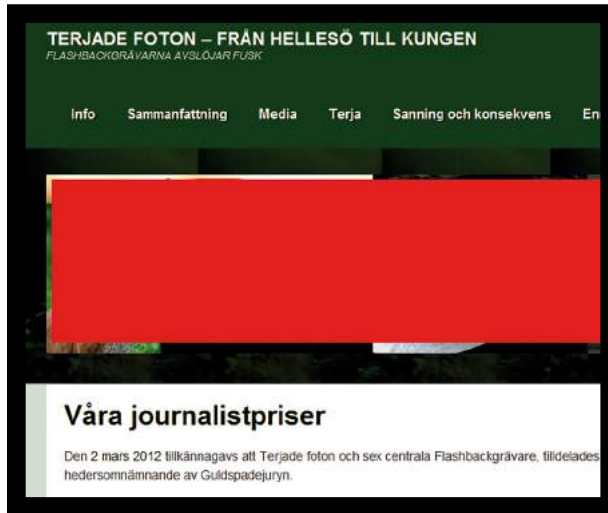 TERJADE FOTON – FRÅN HELLESÖ TILL KUNGEN
FLASHBACKGRÄVARNA AVSLÖJAR FUSK
Info Sammanfattning Media Terja Sanning och konsekvens En
Våra journalistpriser
Den 2 mars 2012 tillkännagavs att Terjade foton och sex centrala Flashbackgrävare, tilldelades
hedersomnämnande av Guldspadejuryn.